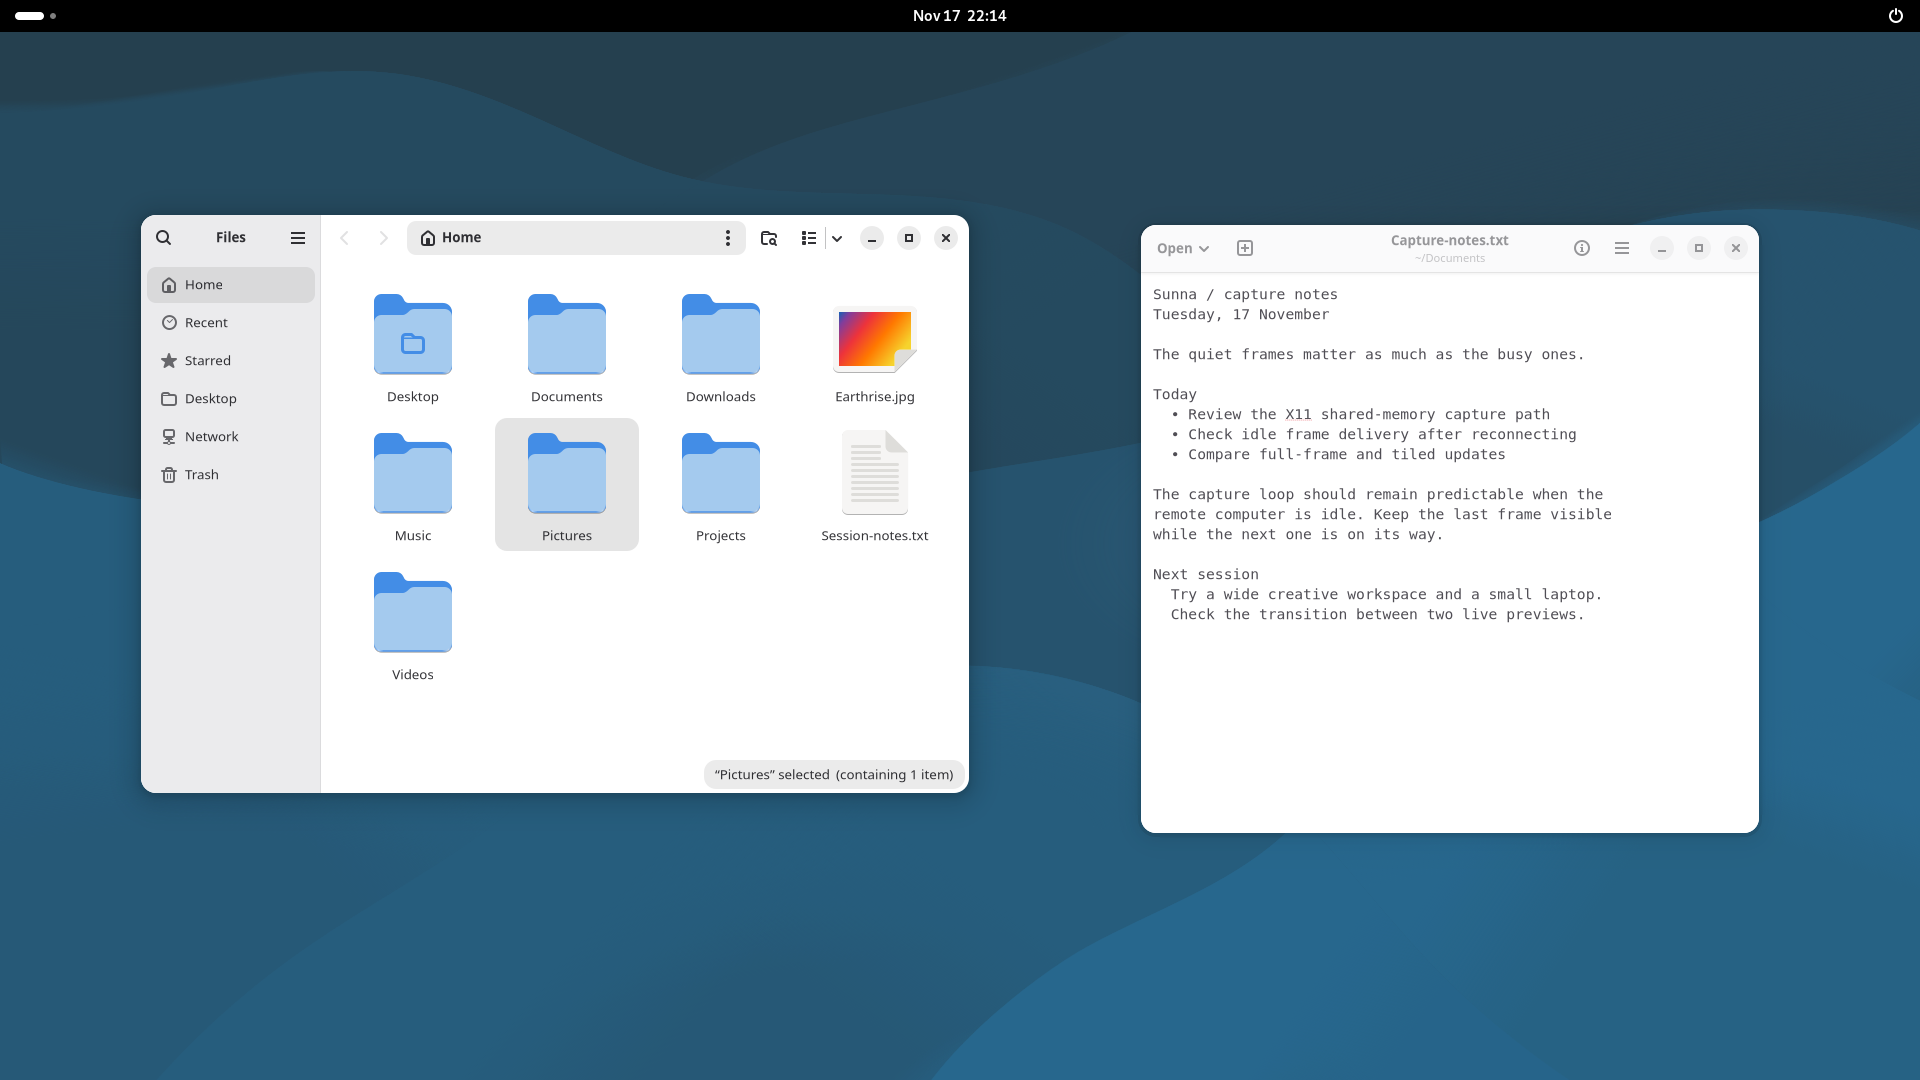 Nov 17 22:14
Files
Home
Recent
Starred
Desktop
Network
Trash
Home
Desktop
Documents
Downloads
Earthrise.jpg
Music
Pictures
Projects
Session-notes.txt
Videos
“Pictures” selected (containing 1 item)
Open
Capture-notes.txt
~/Documents
Sunna / capture notes
Tuesday, 17 November
The quiet frames matter as much as the busy ones.
Today
• Review the X11 shared-memory capture path
• Check idle frame delivery after reconnecting
• Compare full-frame and tiled updates
The capture loop should remain predictable when the
remote computer is idle. Keep the last frame visible
while the next one is on its way.
Next session
Try a wide creative workspace and a small laptop.
Check the transition between two live previews.